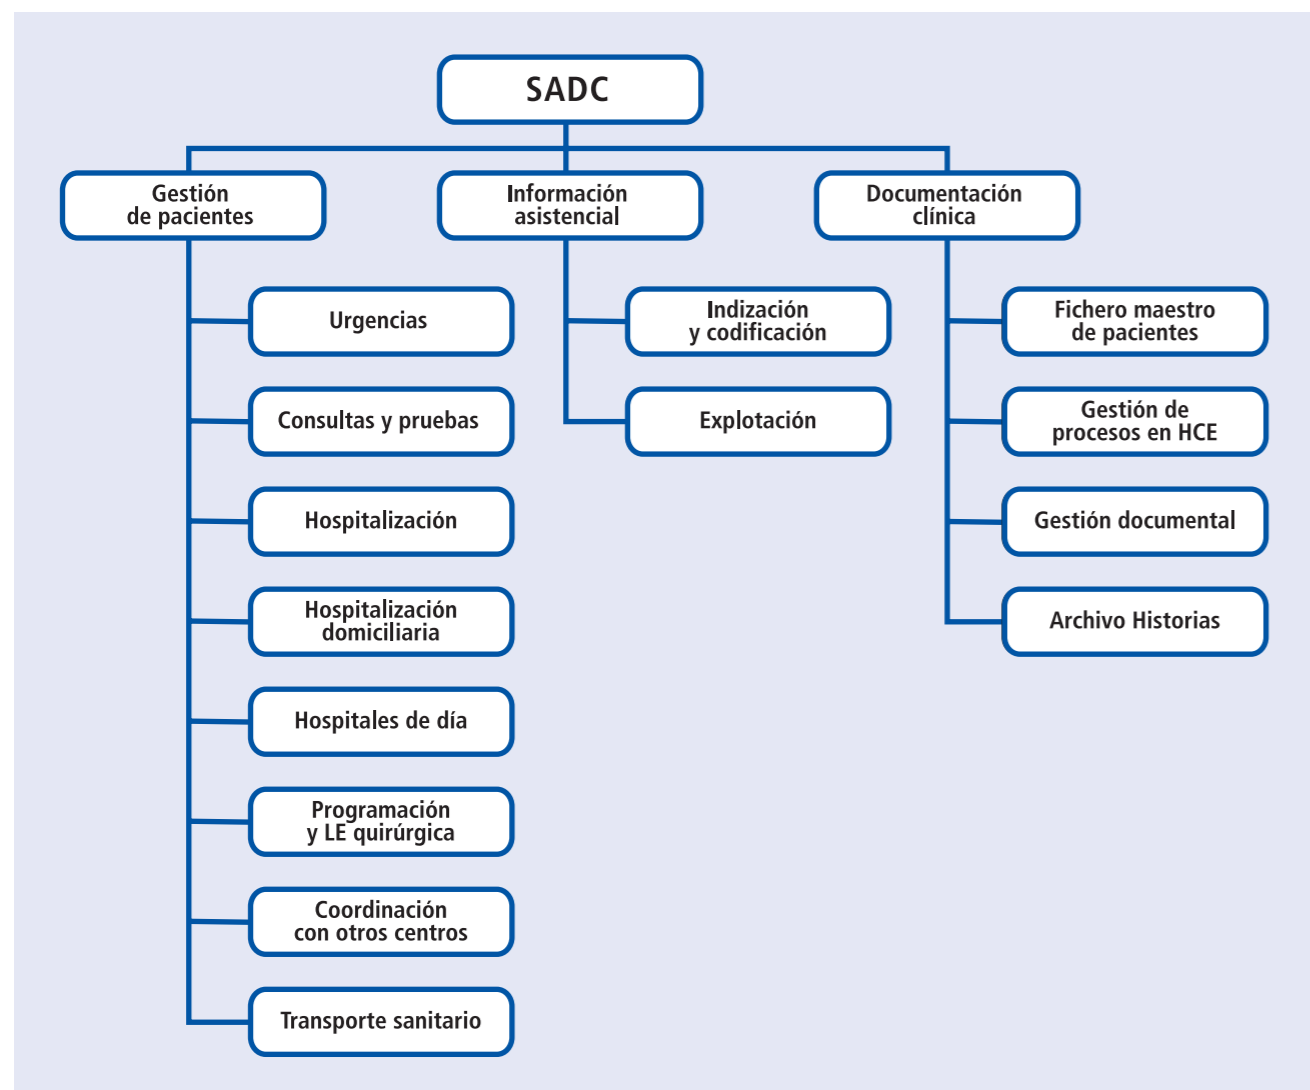 SADC
Gestión
de pacientes
Información
asistencial
Documentación
clínica
Urgencias
Consultas y pruebas
Hospitalización
Hospitalización
domiciliaria
Hospitales de día
Programación
y LE quirúrgica
Coordinación
con otros centros
Transporte sanitario
Indización
y codificación
Explotación
Fichero maestro
de pacientes
Gestión de
procesos en HCE
Gestión documental
Archivo Historias